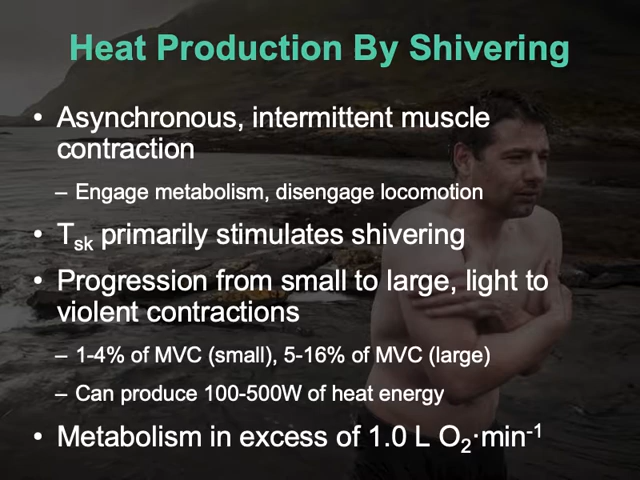 Heat Production By Shivering
• Asynchronous, intermittent muscle
contraction
– Engage metabolism, disengage locomotion
• Tsk primarily stimulates shivering
• Progression from small to large, light to
violent contractions
– 1-4% of MVC (small), 5-16% of MVC (large)
– Can produce 100-500W of heat energy
• Metabolism in excess of 1.0 L O₂·min⁻¹